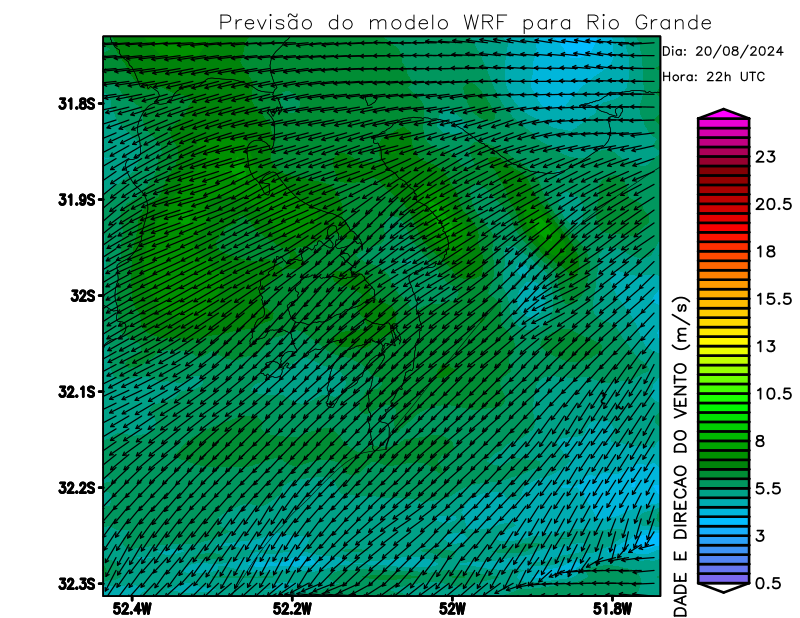 Previsão do modelo WRF para Rio Grande
Dia: 20/08/2024
Hora: 22h UTC
31.8S
31.9S
32S
32.1S
32.2S
32.3S
52.4W
52.2W
52W
51.8W
23
20.5
18
15.5
13
10.5
8
5.5
3
0.5
DADE E DIRECAO DO VENTO (m/s)